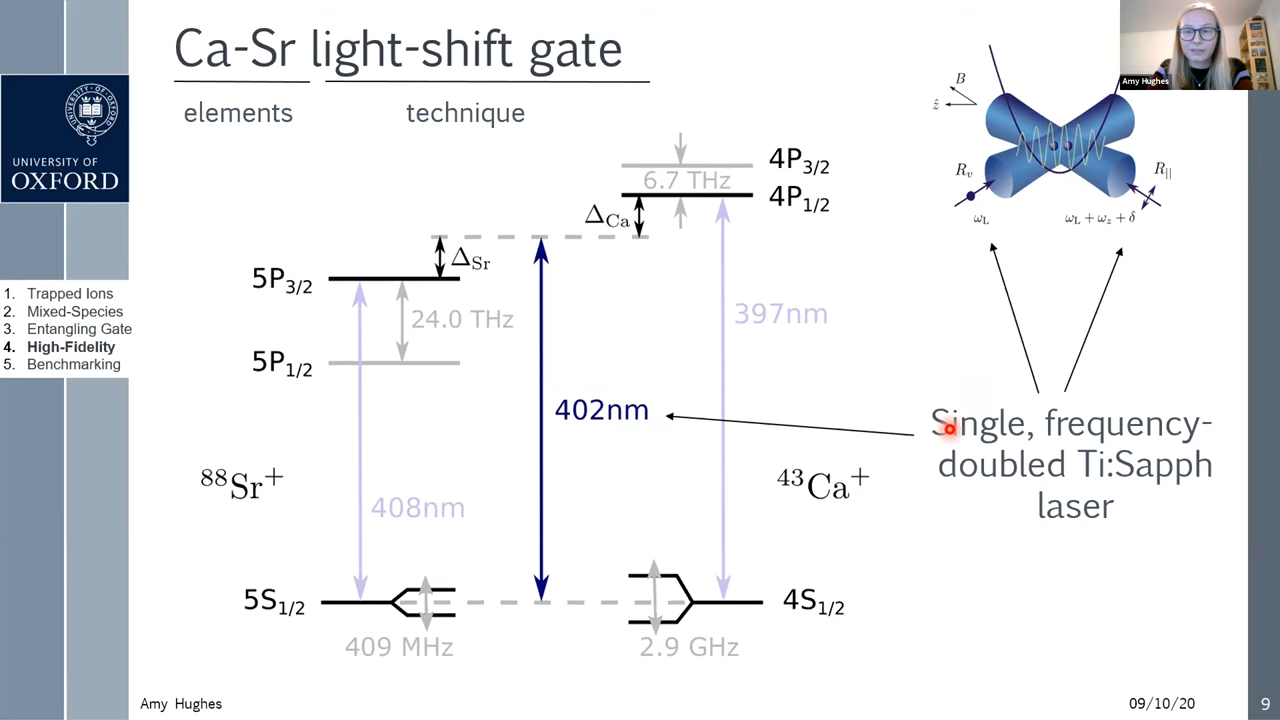 Ca-Sr light-shift gate
elements
technique
UNIVERSITY OF OXFORD
UNIVERSITY OF
OXFORD
1. Trapped Ions
2. Mixed-Species
3. Entangling Gate
4. High-Fidelity
5. Benchmarking
4P3/2
6.7 THz
4P1/2
ΔCa
ΔSr
5P3/2
24.0 THz
5P1/2
397nm
402nm
408nm
88Sr+
43Ca+
5S1/2
4S1/2
409 MHz
2.9 GHz
B
ẑ
Rv
R||
ωL
ωL + ωz + δ
Single, frequency-
doubled Ti:Sapph
laser
Amy Hughes
Amy Hughes
09/10/20
9